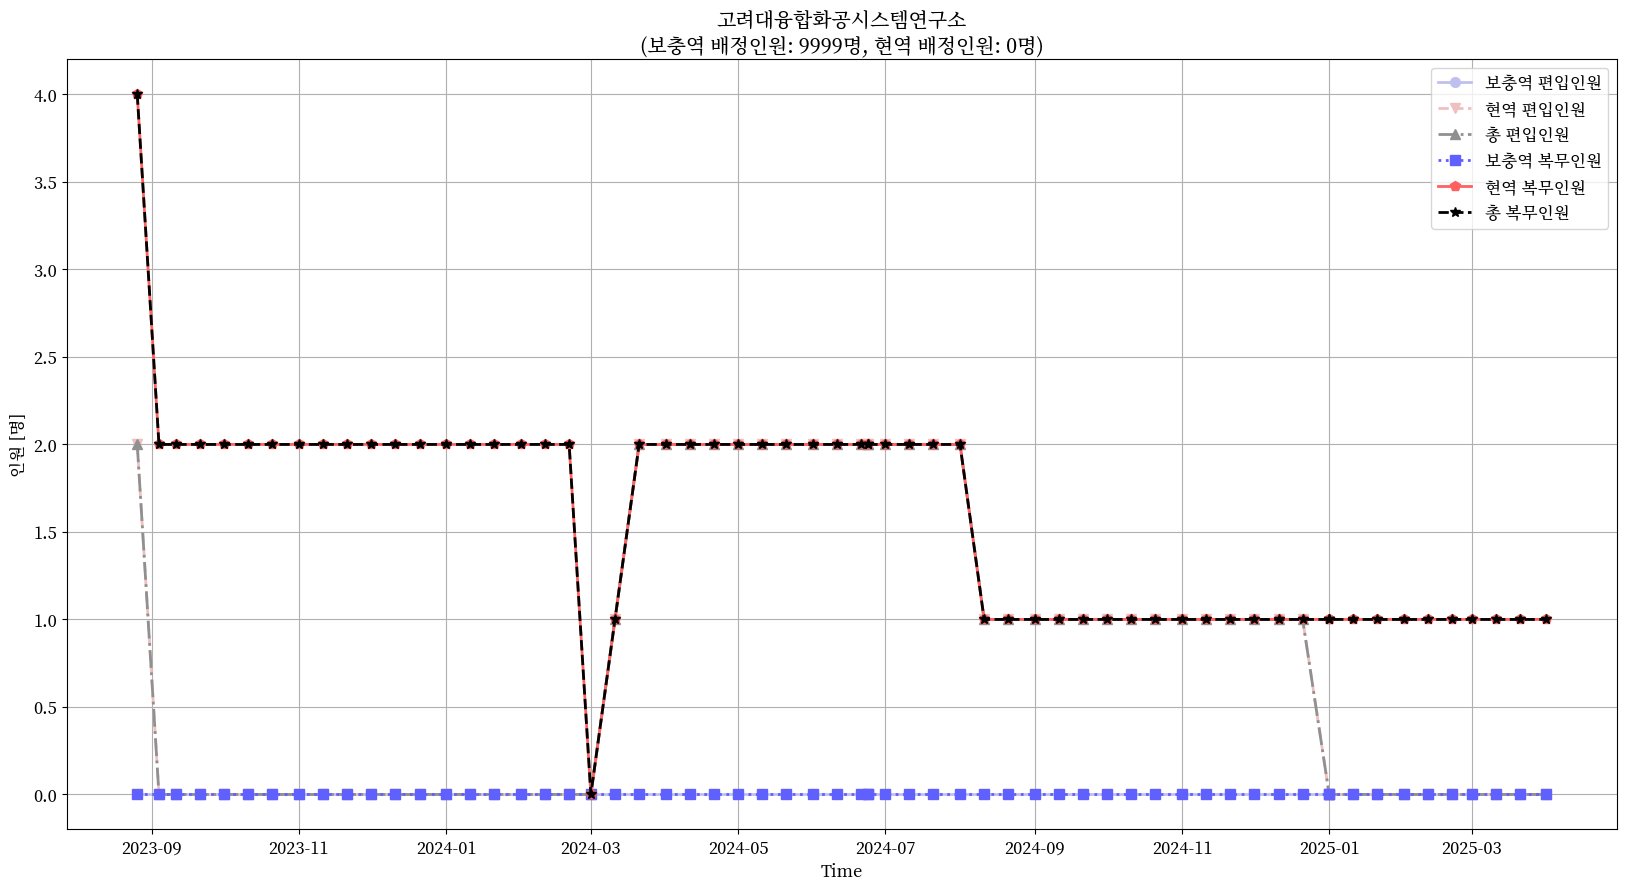 고려대융합화공시스템연구소
(보충역 배정인원: 9999명, 현역 배정인원: 0명)
보충역 편입인원
현역 편입인원
총 편입인원
보충역 복무인원
현역 복무인원
총 복무인원
4.0
3.5
3.0
2.5
2.0
1.5
1.0
0.5
0.0
인원 [명]
2023-09
2023-11
2024-01
2024-03
2024-05
2024-07
2024-09
2024-11
2025-01
2025-03
Time